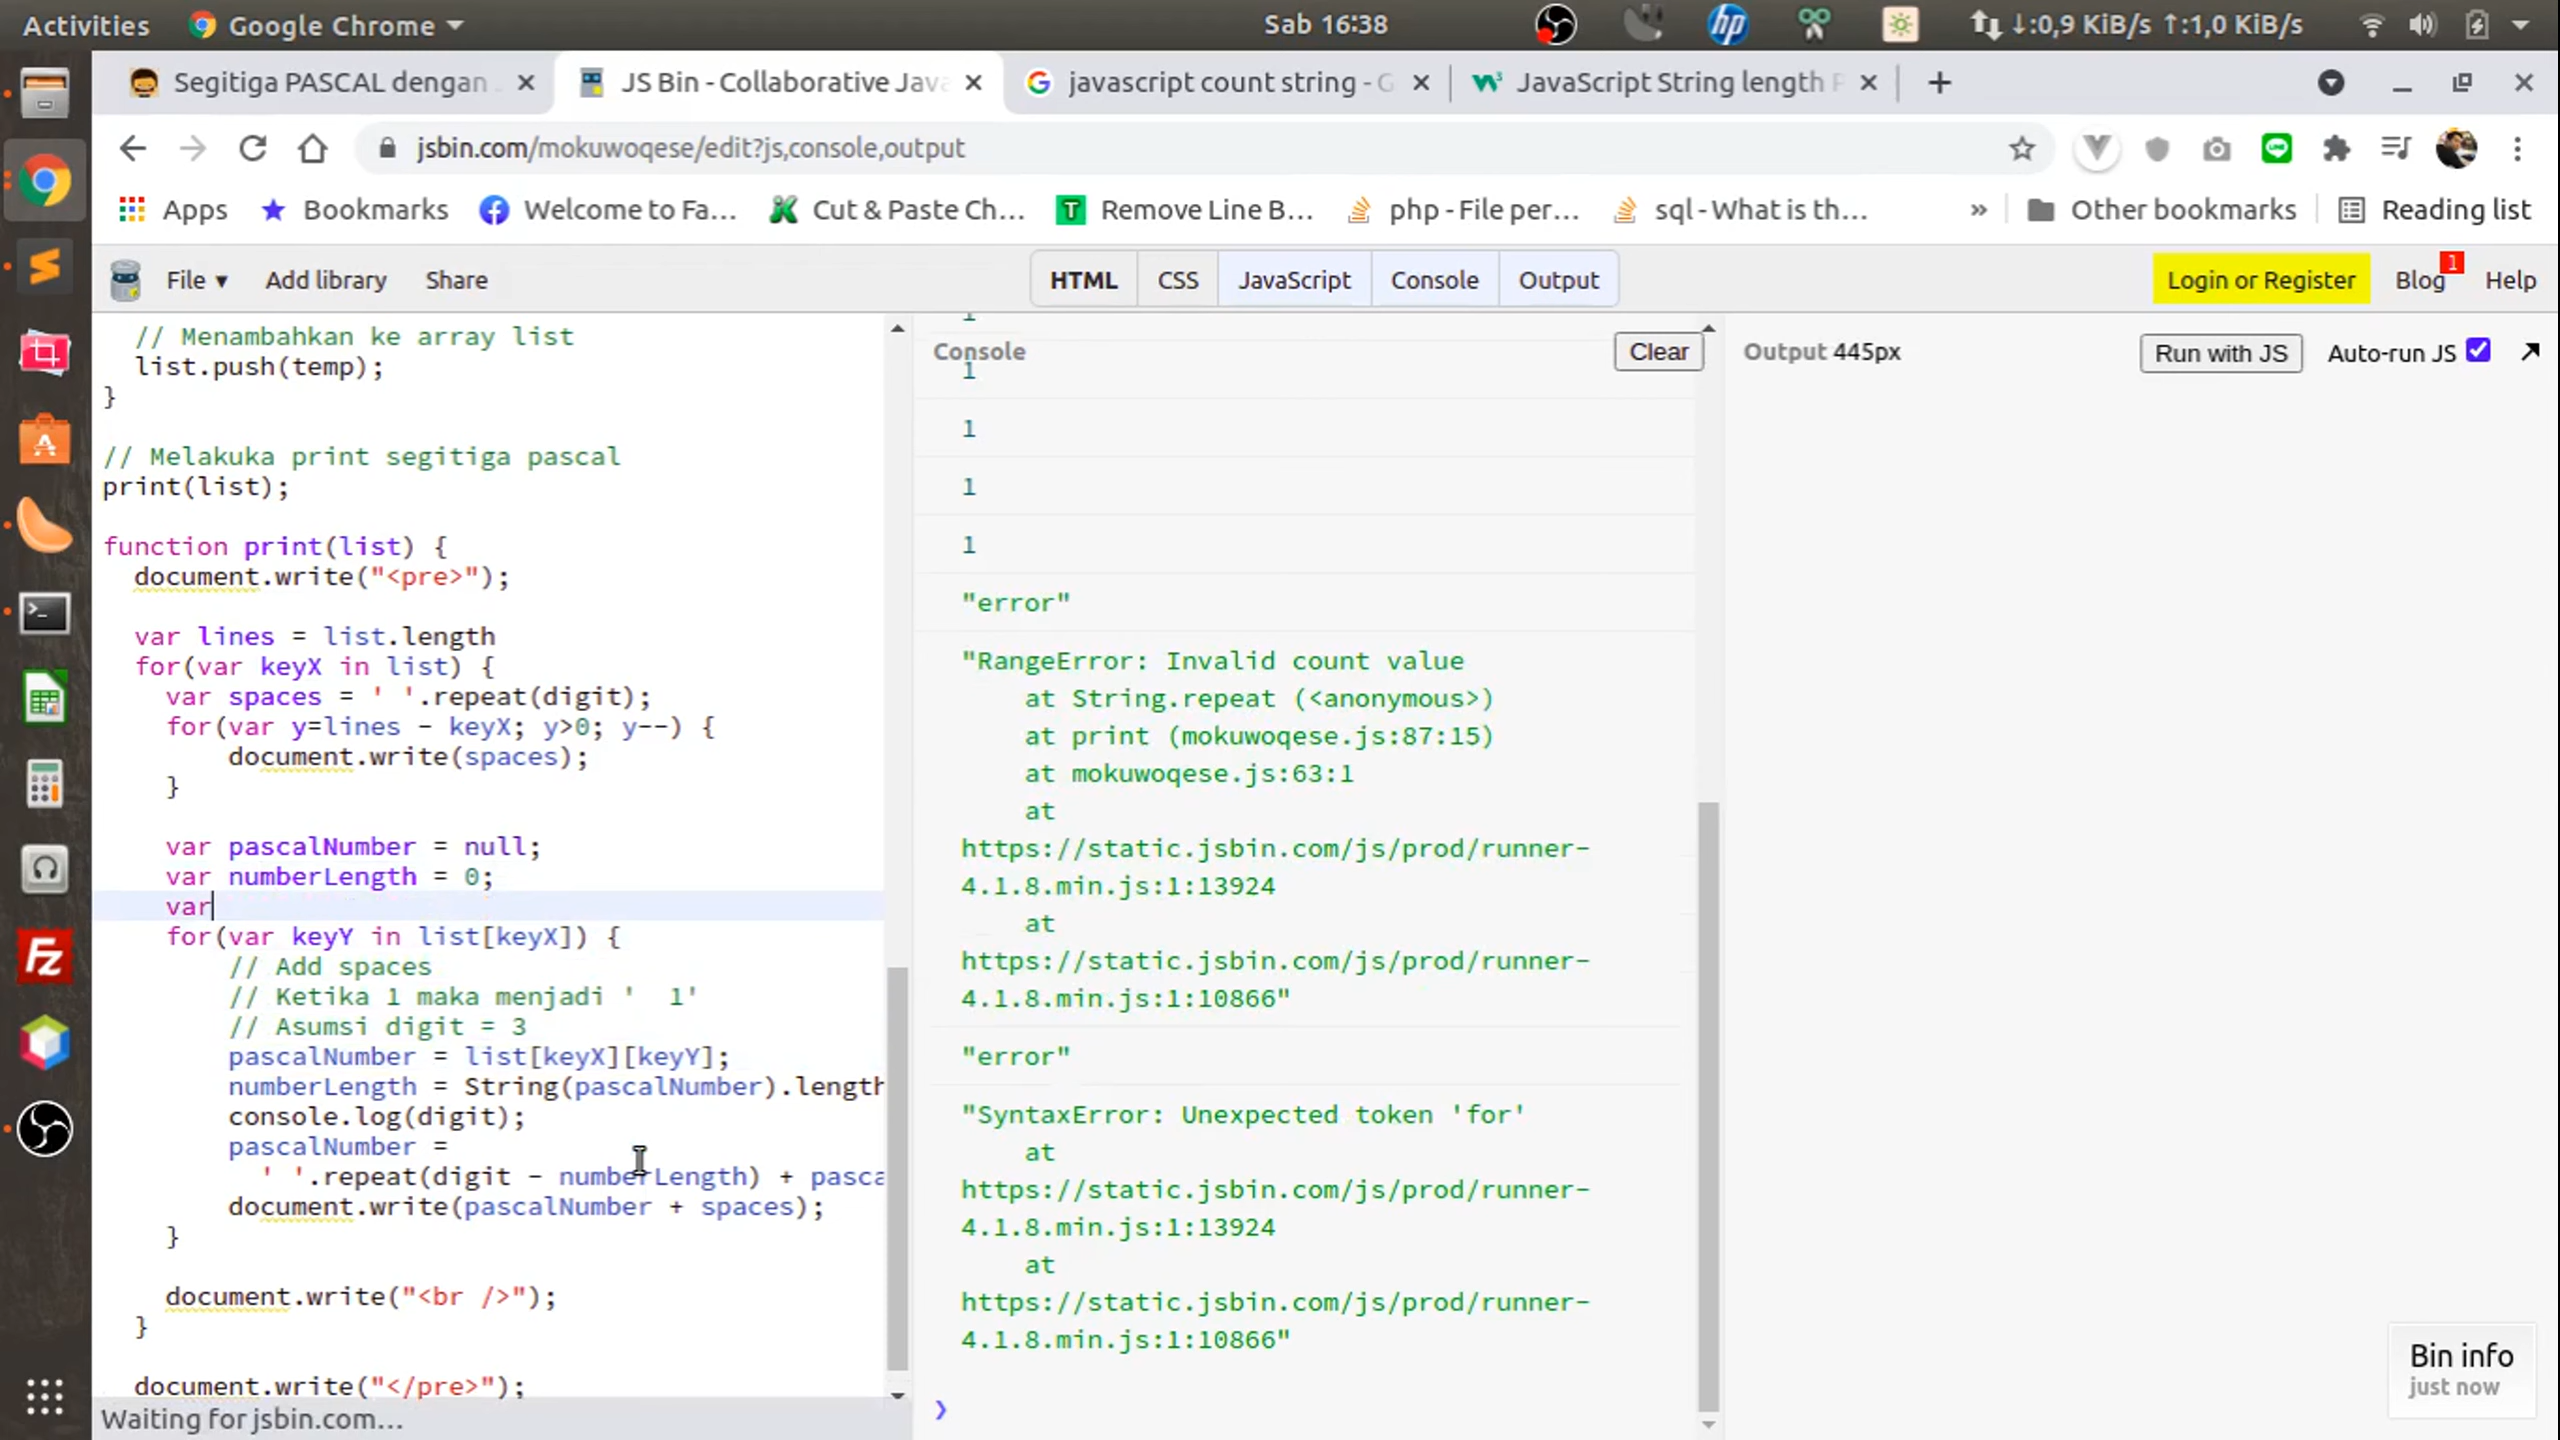 Activities
Google Chrome
Sab 16:38
↓:0,9 KiB/s ↑:1,0 KiB/s
Segitiga PASCAL dengan
JS Bin - Collaborative Java
javascript count string - G
JavaScript String length P
jsbin.com/mokuwoqese/edit?js,console,output
Apps
Bookmarks
Welcome to Fa...
Cut & Paste Ch...
Remove Line B...
php - File per...
sql - What is th...
»
Other bookmarks
Reading list
File ▾
Add library
Share
HTML
CSS
JavaScript
Console
Output
Login or Register
Blog
1
Help
// Menambahkan ke array list
list.push(temp);
}
// Melakuka print segitiga pascal
print(list);
function print(list) {
document.write("<pre>");
var lines = list.length
for(var keyX in list) {
var spaces = ' '.repeat(digit);
for(var y=lines - keyX; y>0; y--) {
document.write(spaces);
}
var pascalNumber = null;
var numberLength = 0;
var
for(var keyY in list[keyX]) {
// Add spaces
// Ketika 1 maka menjadi '  1'
// Asumsi digit = 3
pascalNumber = list[keyX][keyY];
numberLength = String(pascalNumber).length
console.log(digit);
pascalNumber =
' '.repeat(digit - numberLength) + pasca
document.write(pascalNumber + spaces);
}
document.write("<br />");
}
document.write("</pre>");
Waiting for jsbin.com...
Console
Clear
1
1
1
1
"error"
"RangeError: Invalid count value
at String.repeat (<anonymous>)
at print (mokuwoqese.js:87:15)
at mokuwoqese.js:63:1
at
https://static.jsbin.com/js/prod/runner-
4.1.8.min.js:1:13924
at
https://static.jsbin.com/js/prod/runner-
4.1.8.min.js:1:10866"
"error"
"SyntaxError: Unexpected token 'for'
at
https://static.jsbin.com/js/prod/runner-
4.1.8.min.js:1:13924
at
https://static.jsbin.com/js/prod/runner-
4.1.8.min.js:1:10866"
Output 445px
Run with JS
Auto-run JS
Bin info
just now